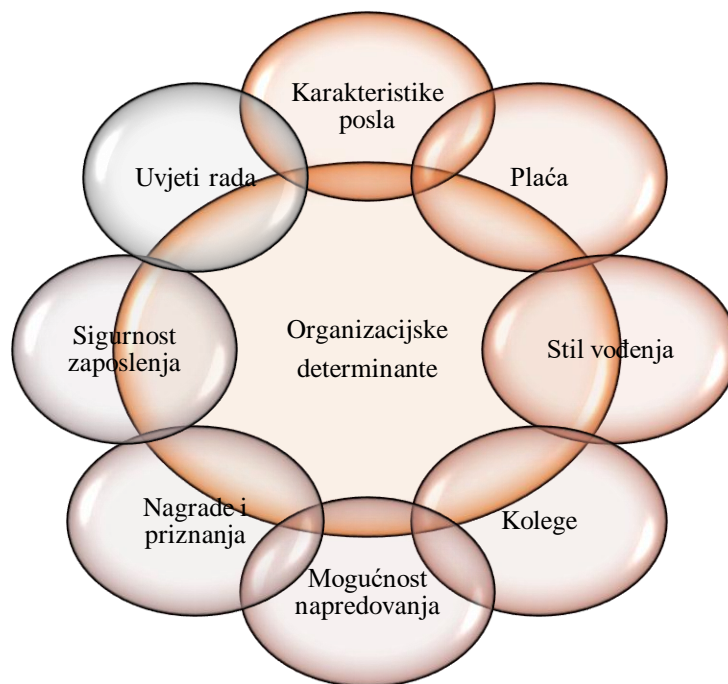 Karakteristike
posla
Plaća
Stil vođenja
Kolege
Mogućnost
napredovanja
Nagrade i
priznanja
Sigurnost
zaposlenja
Uvjeti rada
Organizacijske
determinante